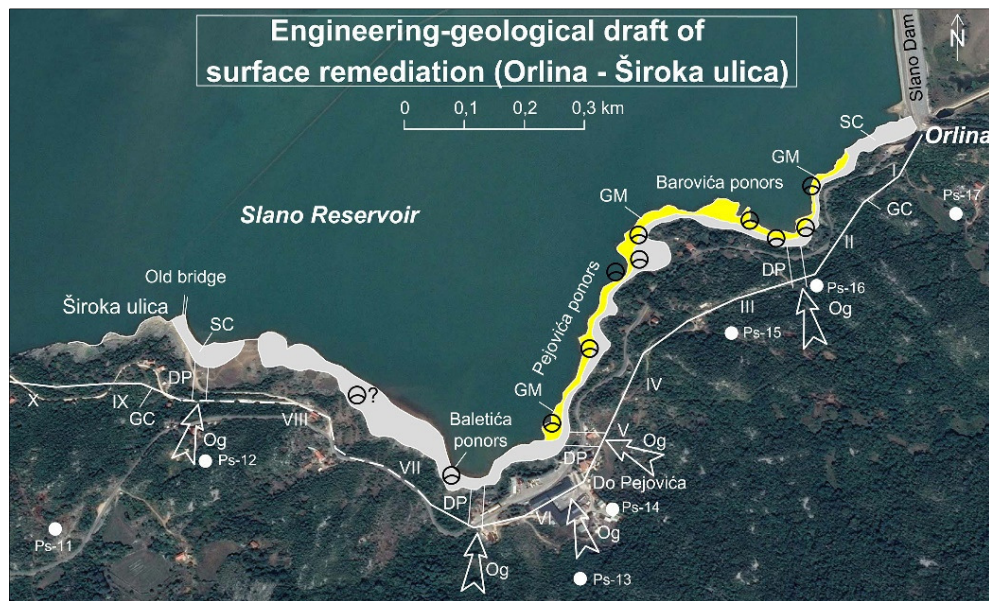 Engineering-geological draft of
surface remediation (Orlina - Široka ulica)
N
Slano Dam
0 0,1 0,2 0,3 km
SC
Orlina
GM
I
Barovića ponors
Ps-17
GC
GM
II
Slano Reservoir
DP
Old bridge
Ps-16
Pejovića ponors
Og
Široka ulica
III
SC
Ps-15
IV
DP
GM
X
IX
?
GC
Baletića
ponors
VIII
V
Og
Og
DP
Ps-12
VII
Do Pejovića
DP
Ps-14
VI
Ps-11
Og
Og
Ps-13